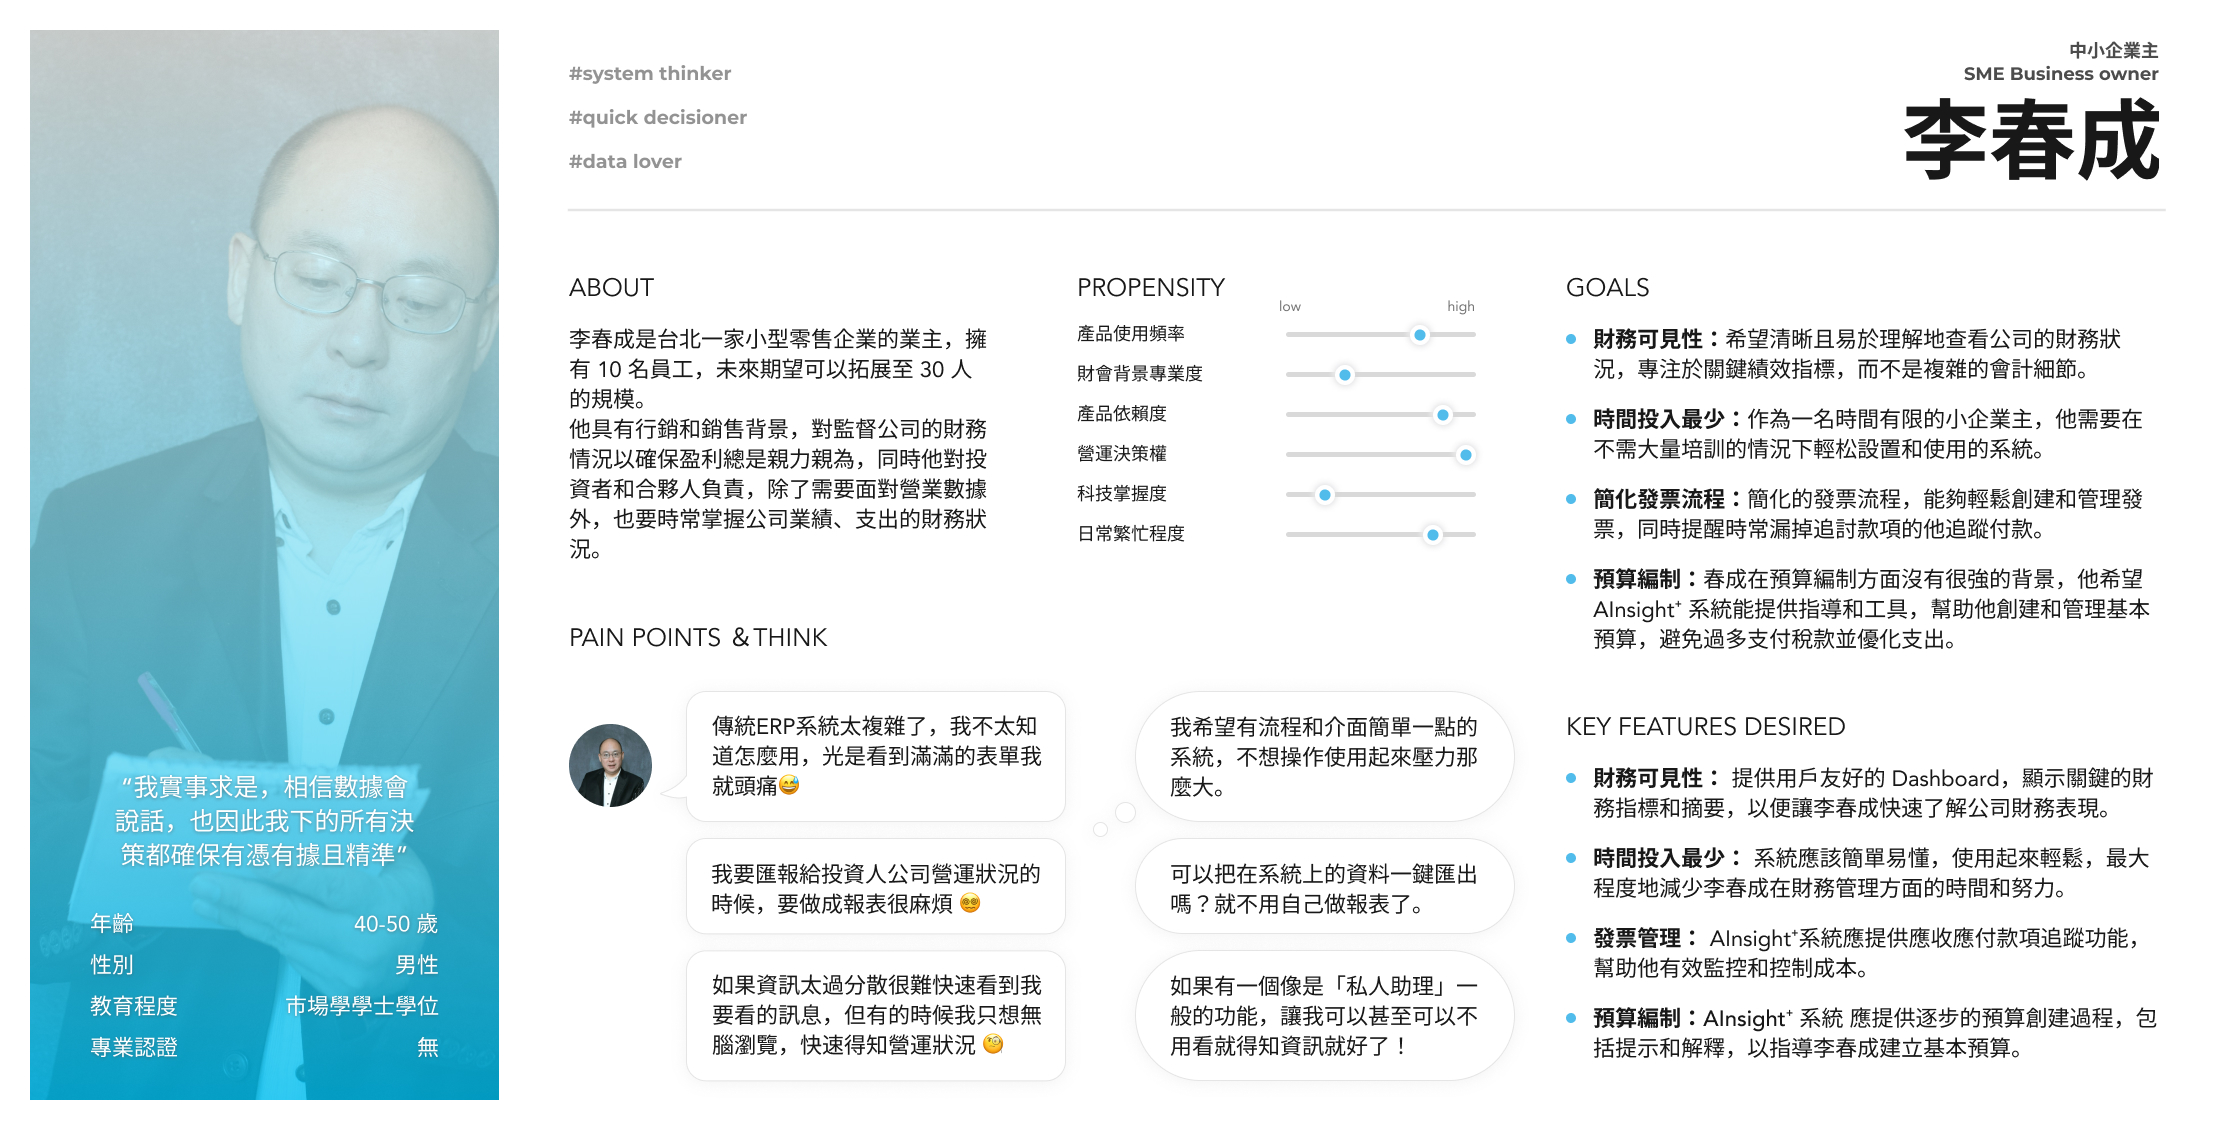 “我實事求是，相信數據會
說話，也因此我下的所有決
策都確保有憑有據且精準”
年齡 40-50 歲
性別 男性
教育程度 市場學學士學位
專業認證 無
#system thinker
#quick decisioner
#data lover
中小企業主
SME Business owner
李春成
ABOUT
李春成是台北一家小型零售企業的業主，擁
有 10 名員工，未來期望可以拓展至 30 人
的規模。
他具有行銷和銷售背景，對監督公司的財務
情況以確保盈利總是親力親為，同時他對投
資者和合夥人負責，除了需要面對營業數據
外，也要時常掌握公司業績、支出的財務狀
況。
PROPENSITY
low high
產品使用頻率
財會背景專業度
產品依賴度
營運決策權
科技掌握度
日常繁忙程度
PAIN POINTS ＆THINK
傳統ERP系統太複雜了，我不太知
道怎麼用，光是看到滿滿的表單我
就頭痛😅
我要匯報給投資人公司營運狀況的
時候，要做成報表很麻煩 😵‍💫
如果資訊太過分散很難快速看到我
要看的訊息，但有的時候我只想無
腦瀏覽，快速得知營運狀況 🧐
我希望有流程和介面簡單一點的
系統，不想操作使用起來壓力那
麼大。
可以把在系統上的資料一鍵匯出
嗎？就不用自己做報表了。
如果有一個像是「私人助理」一
般的功能，讓我可以甚至可以不
用看就得知資訊就好了！
GOALS
財務可見性：希望清晰且易於理解地查看公司的財務狀
況，專注於關鍵績效指標，而不是複雜的會計細節。
時間投入最少：作為一名時間有限的小企業主，他需要在
不需大量培訓的情況下輕松設置和使用的系統。
簡化發票流程：簡化的發票流程，能夠輕鬆創建和管理發
票，同時提醒時常漏掉追討款項的他追蹤付款。
預算編制：春成在預算編制方面沒有很強的背景，他希望
AInsight⁺ 系統能提供指導和工具，幫助他創建和管理基本
預算，避免過多支付稅款並優化支出。
KEY FEATURES DESIRED
財務可見性： 提供用戶友好的 Dashboard，顯示關鍵的財
務指標和摘要，以便讓李春成快速了解公司財務表現。
時間投入最少： 系統應該簡單易懂，使用起來輕鬆，最大
程度地減少李春成在財務管理方面的時間和努力。
發票管理： AInsight⁺系統應提供應收應付款項追蹤功能，
幫助他有效監控和控制成本。
預算編制：AInsight⁺ 系統 應提供逐步的預算創建過程，包
括提示和解釋，以指導李春成建立基本預算。